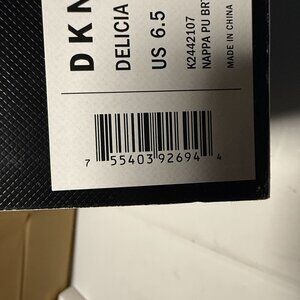 DKN
DELICIA
US 6.5
K2442107
NAPPA PU BR
MADE IN CHINA
7 55403 92694 4